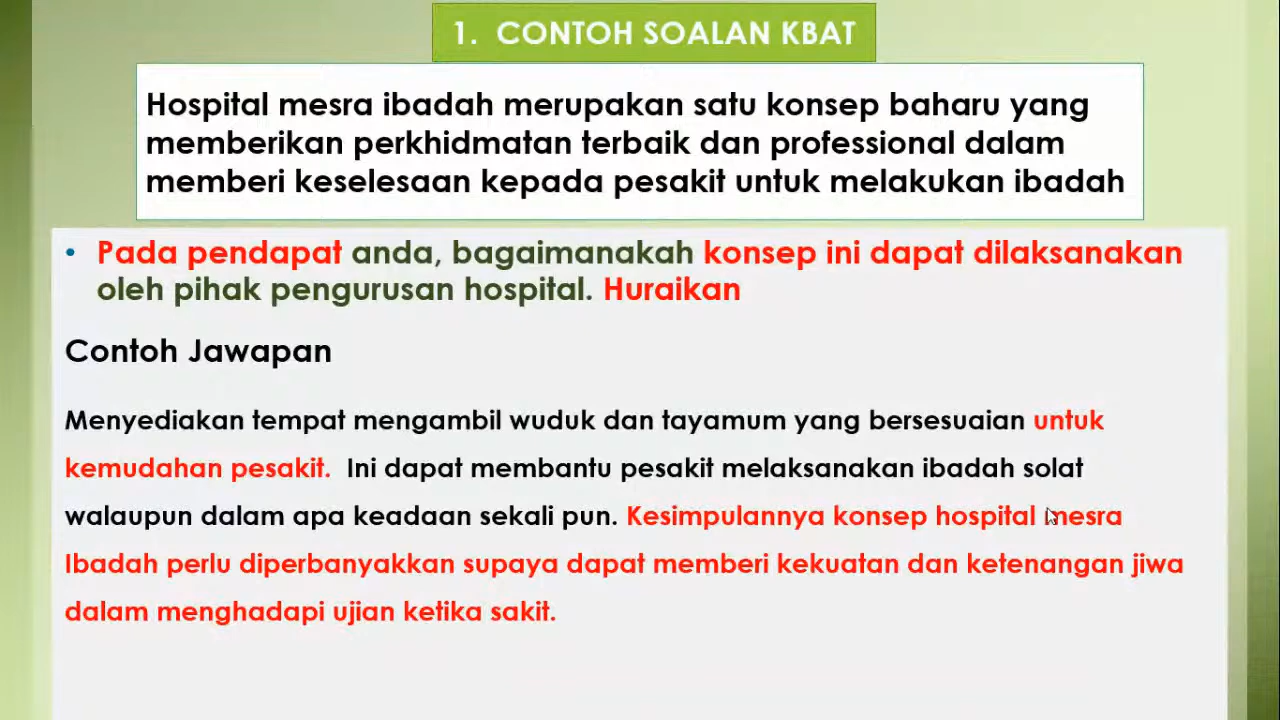 1. CONTOH SOALAN KBAT
Hospital mesra ibadah merupakan satu konsep baharu yang
memberikan perkhidmatan terbaik dan professional dalam
memberi keselesaan kepada pesakit untuk melakukan ibadah
• Pada pendapat anda, bagaimanakah konsep ini dapat dilaksanakan
oleh pihak pengurusan hospital. Huraikan
Contoh Jawapan
Menyediakan tempat mengambil wuduk dan tayamum yang bersesuaian untuk
kemudahan pesakit. Ini dapat membantu pesakit melaksanakan ibadah solat
walaupun dalam apa keadaan sekali pun. Kesimpulannya konsep hospital mesra
Ibadah perlu diperbanyakkan supaya dapat memberi kekuatan dan ketenangan jiwa
dalam menghadapi ujian ketika sakit.